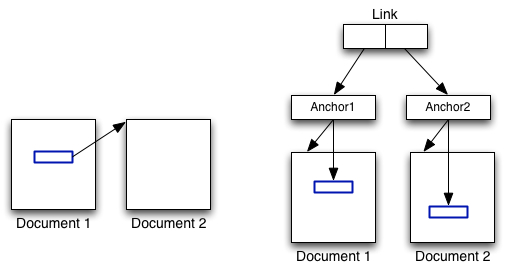 Link
Anchor1
Anchor2
Document 1
Document 2
Document 1
Document 2